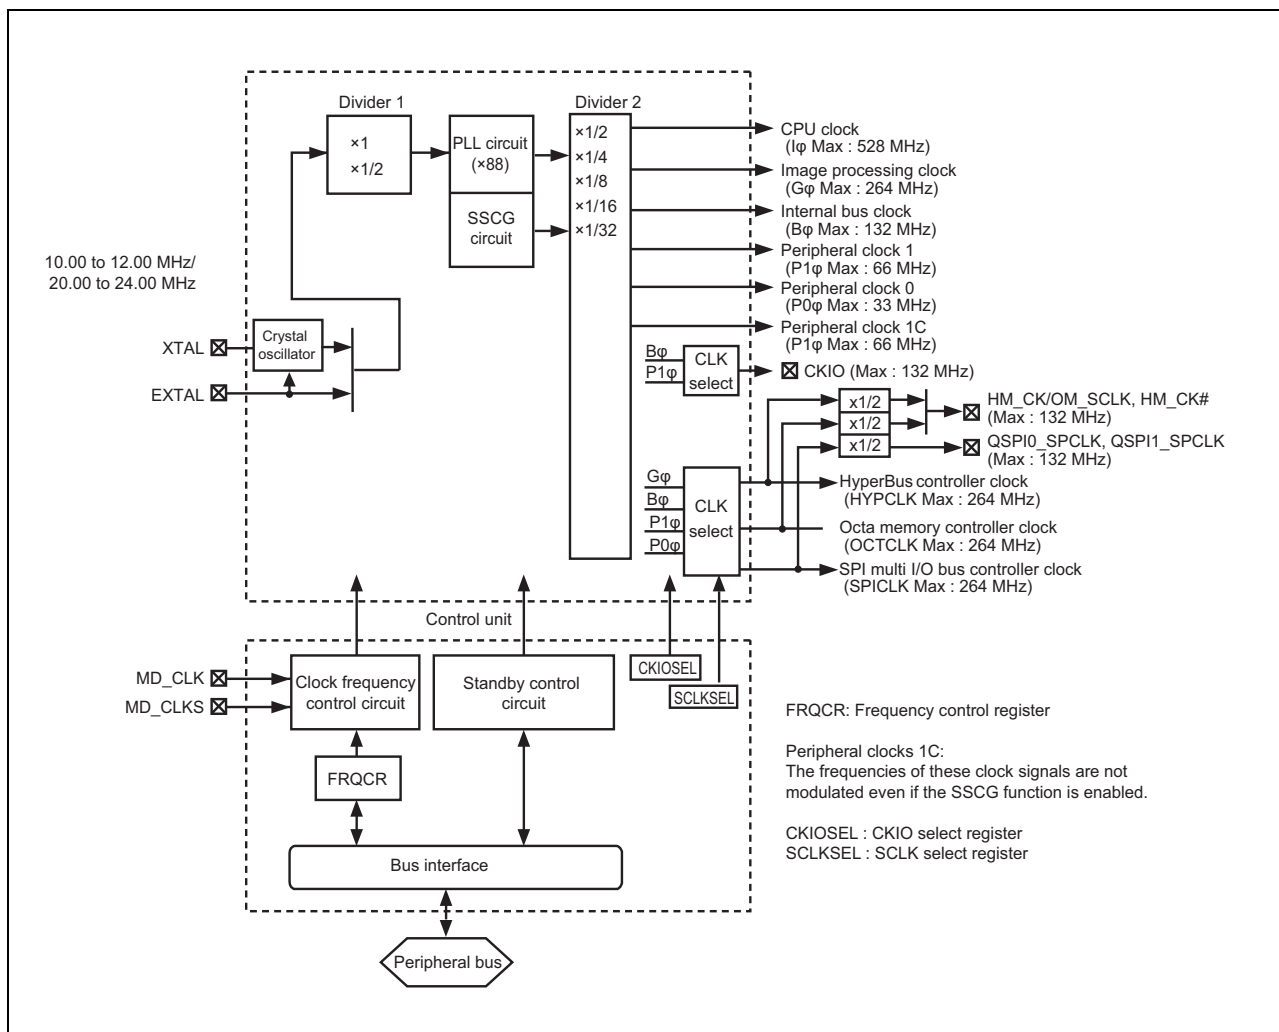 Divider 1
×1
×1/2
PLL circuit
(×88)
SSCG
circuit
Divider 2
×1/2
×1/4
×1/8
×1/16
×1/32
CPU clock
(Iφ Max : 528 MHz)
Image processing clock
(Gφ Max : 264 MHz)
Internal bus clock
(Bφ Max : 132 MHz)
Peripheral clock 1
(P1φ Max : 66 MHz)
Peripheral clock 0
(P0φ Max : 33 MHz)
Peripheral clock 1C
(P1φ Max : 66 MHz)
10.00 to 12.00 MHz/
20.00 to 24.00 MHz
XTAL
Crystal
oscillator
EXTAL
Bφ
P1φ
CLK
select
CKIO (Max : 132 MHz)
x1/2
x1/2
x1/2
HM_CK/OM_SCLK, HM_CK#
(Max : 132 MHz)
QSPI0_SPCLK, QSPI1_SPCLK
(Max : 132 MHz)
Gφ
Bφ
P1φ
P0φ
CLK
select
HyperBus controller clock
(HYPCLK Max : 264 MHz)
Octa memory controller clock
(OCTCLK Max : 264 MHz)
SPI multi I/O bus controller clock
(SPICLK Max : 264 MHz)
Control unit
MD_CLK
MD_CLKS
Clock frequency
control circuit
Standby control
circuit
CKIOSEL
SCLKSEL
FRQCR
Bus interface
Peripheral bus
FRQCR: Frequency control register
Peripheral clocks 1C:
The frequencies of these clock signals are not
modulated even if the SSCG function is enabled.
CKIOSEL : CKIO select register
SCLKSEL : SCLK select register